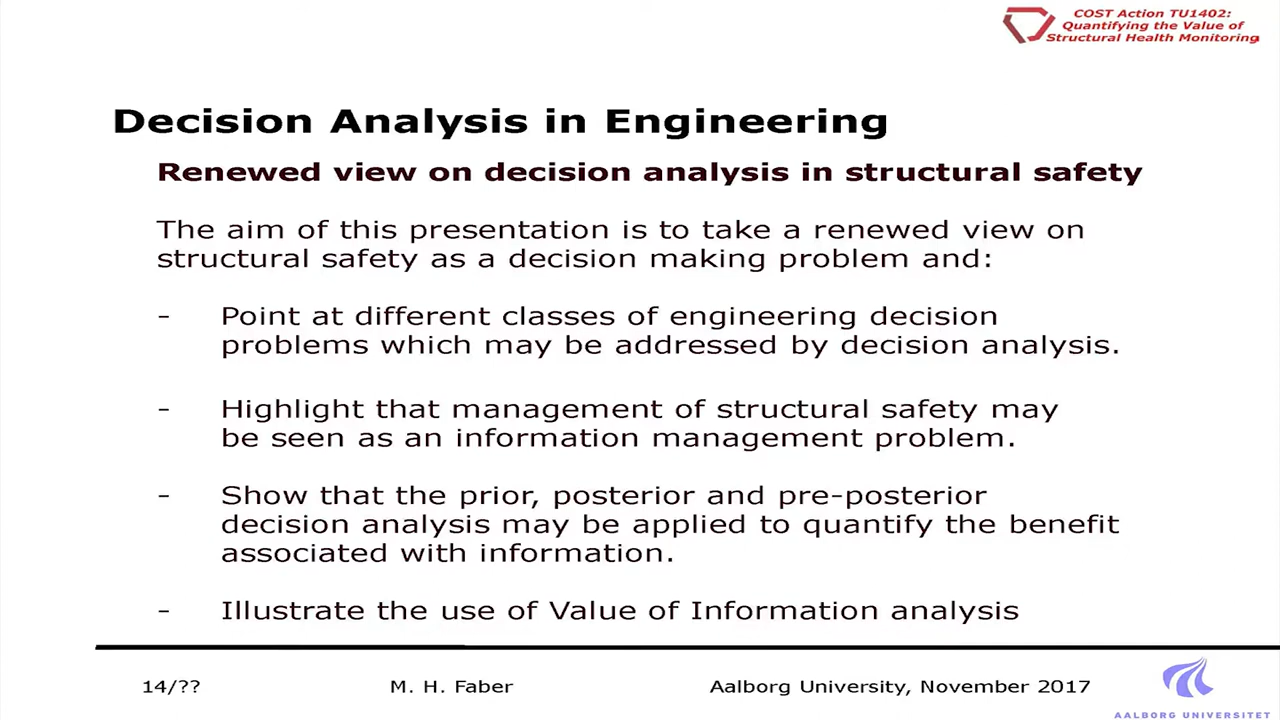 COST Action TU1402:
Quantifying the Value of
Structural Health Monitoring
Decision Analysis in Engineering
Renewed view on decision analysis in structural safety
The aim of this presentation is to take a renewed view on
structural safety as a decision making problem and:
- Point at different classes of engineering decision
problems which may be addressed by decision analysis.
- Highlight that management of structural safety may
be seen as an information management problem.
- Show that the prior, posterior and pre-posterior
decision analysis may be applied to quantify the benefit
associated with information.
- Illustrate the use of Value of Information analysis
14/?? M. H. Faber Aalborg University, November 2017
AALBORG UNIVERSITET